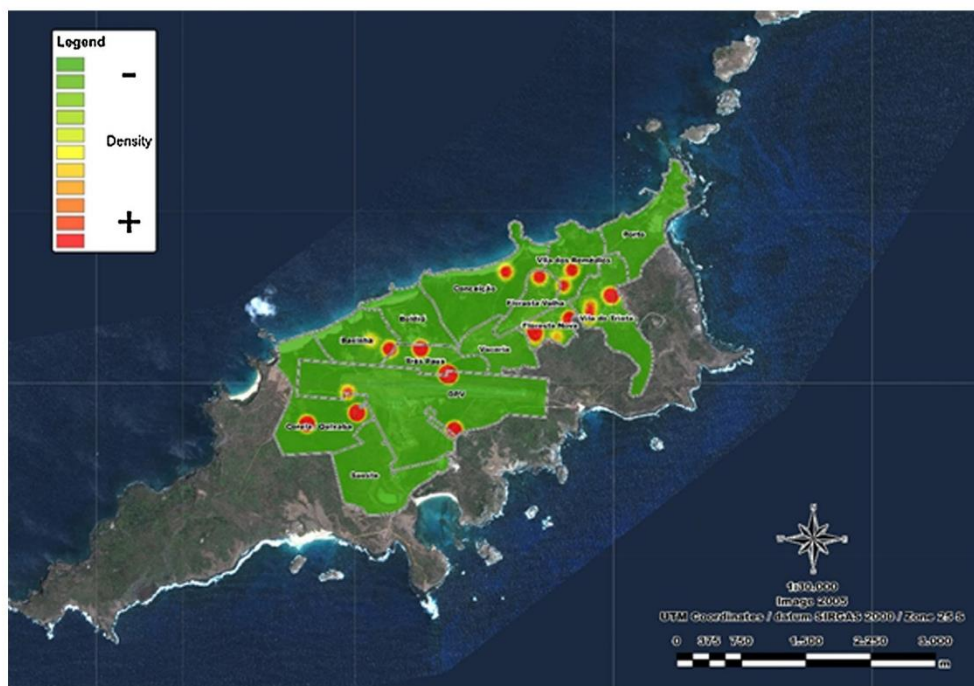 Legend
-
Density
+
Porto
Vila dos Remédios
Conceição
Floresta Velha
Boldró
Vila do Trinta
Floresta Nova
Basinha
Vacaria
Três Paus
DPV
Coreia Quixaba
Sueste
1:30.000
Image 2005
UTM Coordinates / datum SIRGAS 2000 / Zone 25 S
0 375 750 1.500 2.250 3.000
m